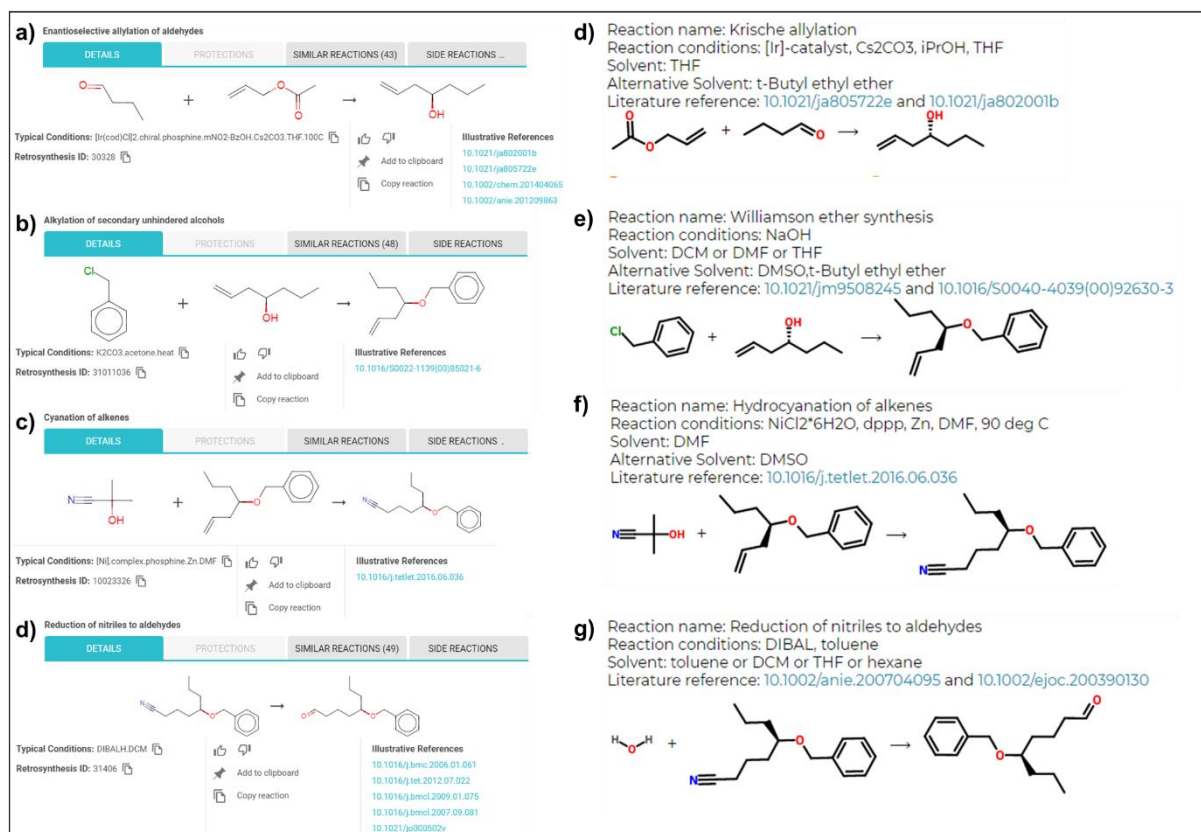 a)
Enantioselective allylation of aldehydes
DETAILS
PROTECTIONS
SIMILAR REACTIONS (43)
SIDE REACTIONS ...
O
+
O
O
OH
Typical Conditions: [Ir(cod)Cl]2.chiral.phosphine.mNO2-BzOH.Cs2CO3.THF.100C
Retrosynthesis ID: 30328
Add to clipboard
Copy reaction
Illustrative References
10.1021/ja802001b
10.1021/ja805722e
10.1002/chem.201404065
10.1002/anie.201209863
b)
Alkylation of secondary unhindered alcohols
DETAILS
PROTECTIONS
SIMILAR REACTIONS (48)
SIDE REACTIONS
Cl
+
OH
O
Typical Conditions: K2CO3.acetone.heat
Retrosynthesis ID: 31011036
Add to clipboard
Copy reaction
Illustrative References
10.1016/S0022-1139(00)85021-6
c)
Cyanation of alkenes
DETAILS
PROTECTIONS
SIMILAR REACTIONS
SIDE REACTIONS .
N
OH
+
O
N
O
Typical Conditions: [Ni].complex.phosphine.Zn.DMF
Retrosynthesis ID: 10023326
Add to clipboard
Copy reaction
Illustrative References
10.1016/j.tetlet.2016.06.036
d)
Reduction of nitriles to aldehydes
DETAILS
PROTECTIONS
SIMILAR REACTIONS (49)
SIDE REACTIONS
N
O
O
O
Typical Conditions: DIBALH.DCM
Retrosynthesis ID: 31406
Add to clipboard
Copy reaction
Illustrative References
10.1016/j.bmc.2006.01.061
10.1016/j.tet.2012.07.022
10.1016/j.bmcl.2009.01.075
10.1016/j.bmcl.2007.09.081
10.1021/jo000502v
d)
Reaction name: Krische allylation
Reaction conditions: [Ir]-catalyst, Cs2CO3, iPrOH, THF
Solvent: THF
Alternative Solvent: t-Butyl ethyl ether
Literature reference: 10.1021/ja805722e and 10.1021/ja802001b
O
O
+
O
OH
e)
Reaction name: Williamson ether synthesis
Reaction conditions: NaOH
Solvent: DCM or DMF or THF
Alternative Solvent: DMSO,t-Butyl ethyl ether
Literature reference: 10.1021/jm9508245 and 10.1016/S0040-4039(00)92630-3
Cl
+
OH
O
f)
Reaction name: Hydrocyanation of alkenes
Reaction conditions: NiCl2*6H2O, dppp, Zn, DMF, 90 deg C
Solvent: DMF
Alternative Solvent: DMSO
Literature reference: 10.1016/j.tetlet.2016.06.036
N
OH
+
O
O
N
g)
Reaction name: Reduction of nitriles to aldehydes
Reaction conditions: DIBAL, toluene
Solvent: toluene or DCM or THF or hexane
Literature reference: 10.1002/anie.200704095 and 10.1002/ejoc.200390130
H O H
+
O
N
O
O